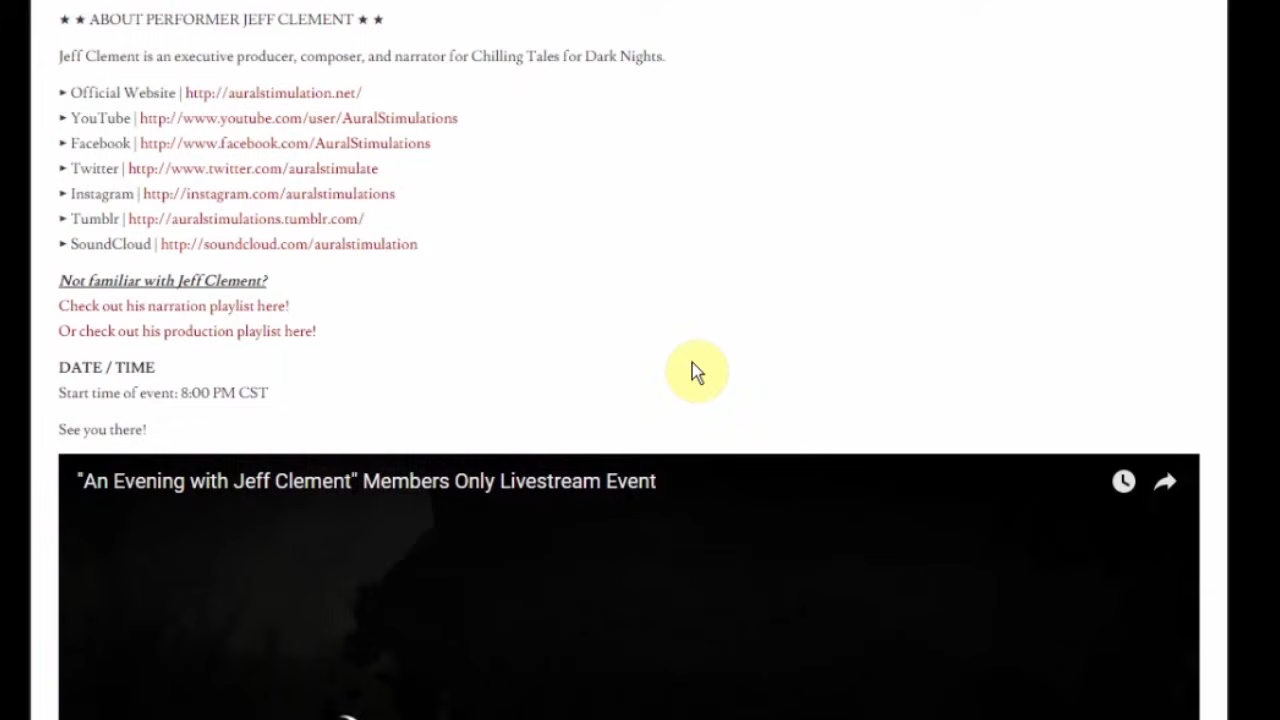 ★ ★ ABOUT PERFORMER JEFF CLEMENT ★ ★
Jeff Clement is an executive producer, composer, and narrator for Chilling Tales for Dark Nights.
► Official Website | http://auralstimulation.net/
► YouTube | http://www.youtube.com/user/AuralStimulations
► Facebook | http://www.facebook.com/AuralStimulations
► Twitter | http://www.twitter.com/auralstimulate
► Instagram | http://instagram.com/auralstimulations
► Tumblr | http://auralstimulations.tumblr.com/
► SoundCloud | http://soundcloud.com/auralstimulation
Not familiar with Jeff Clement?
Check out his narration playlist here!
Or check out his production playlist here!
DATE / TIME
Start time of event: 8:00 PM CST
See you there!
"An Evening with Jeff Clement" Members Only Livestream Event